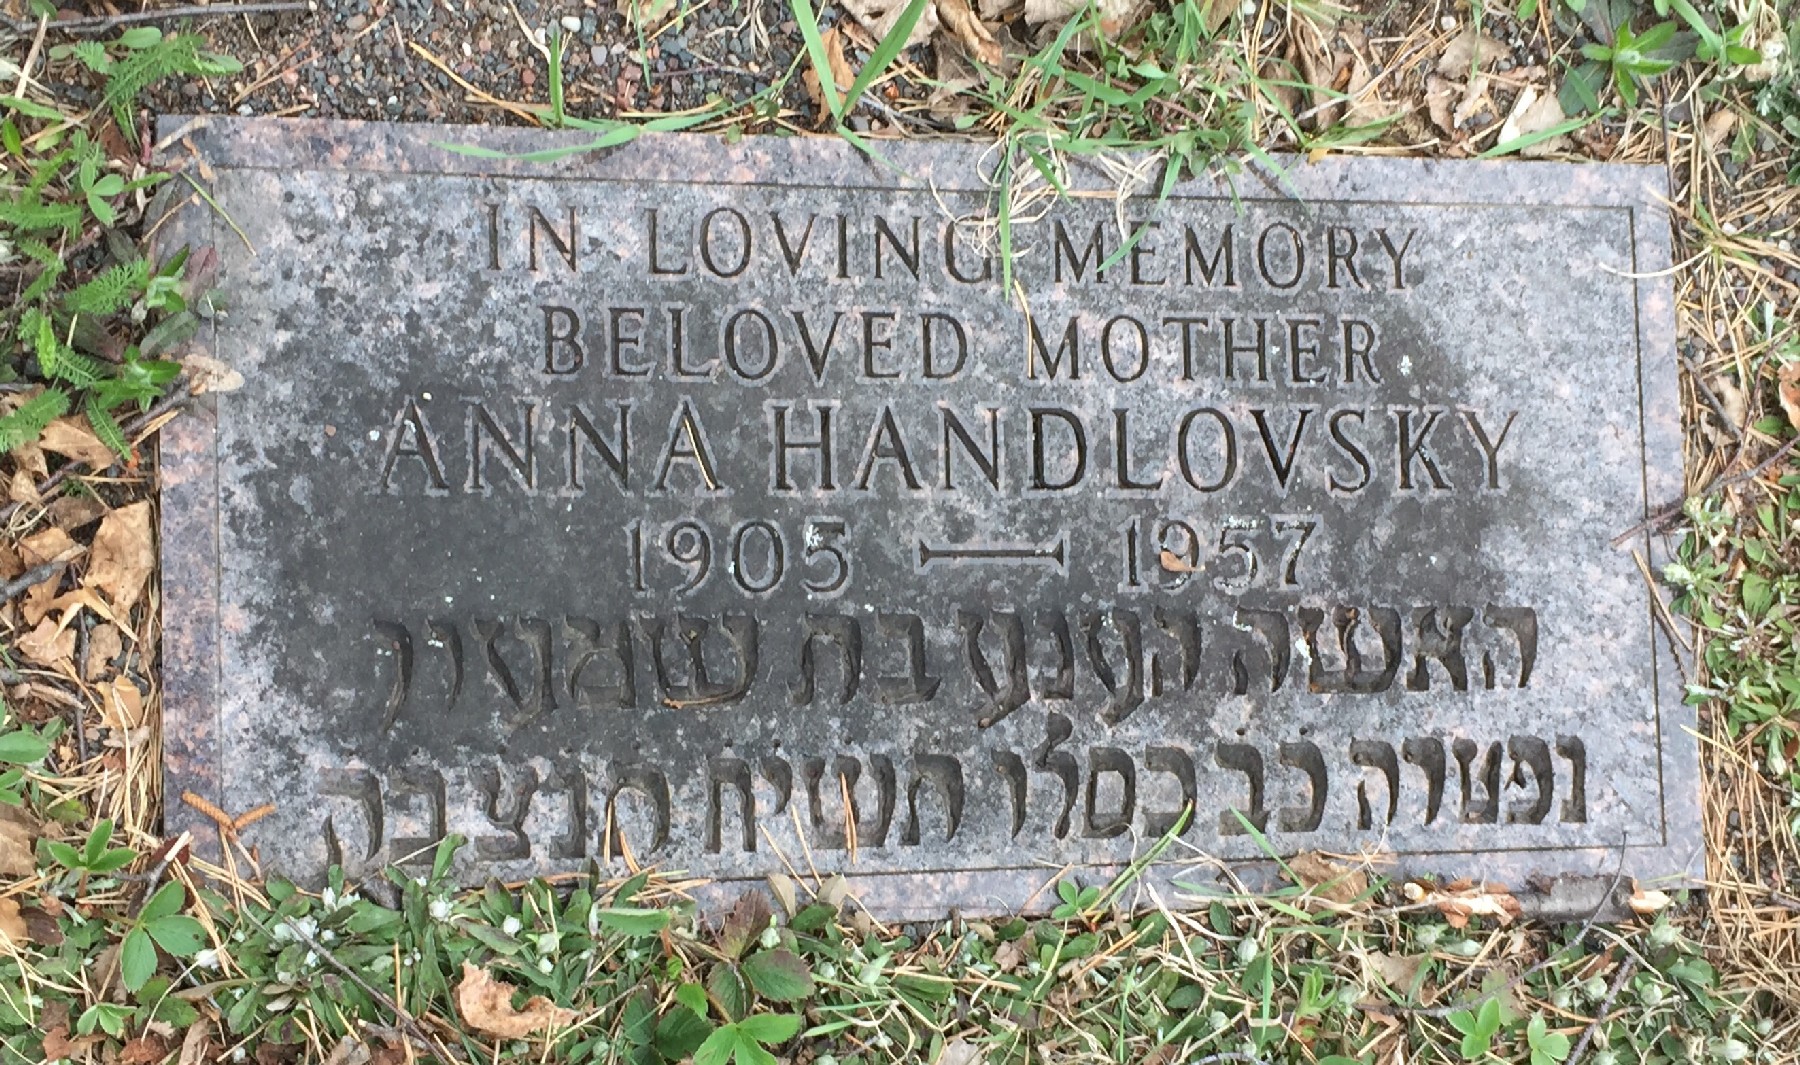 IN LOVING MEMORY
BELOVED MOTHER
ANNA HANDLOVSKY
1905 — 1957
האשה הענע בת שמעון
נפטרה כב כסלו תשיח תנצבה